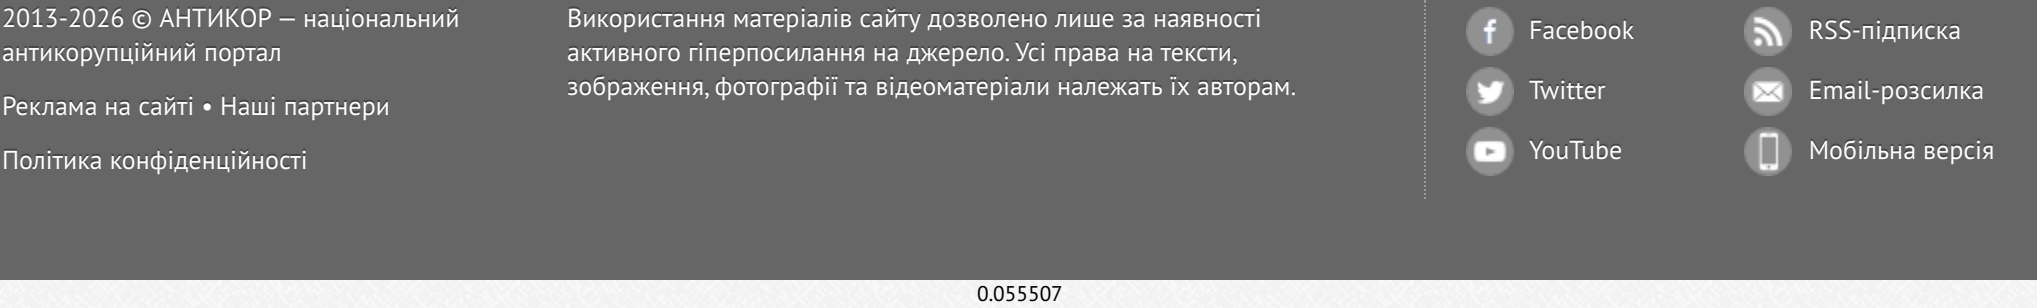 2013-2026 © АНТИКОР — національний
антикорупційний портал
Реклама на сайті • Наші партнери
Політика конфіденційності
Використання матеріалів сайту дозволено лише за наявності
активного гіперпосилання на джерело. Усі права на тексти,
зображення, фотографії та відеоматеріали належать їх авторам.
Facebook
Twitter
YouTube
RSS-підписка
Email-розсилка
Мобільна версія
0.055507